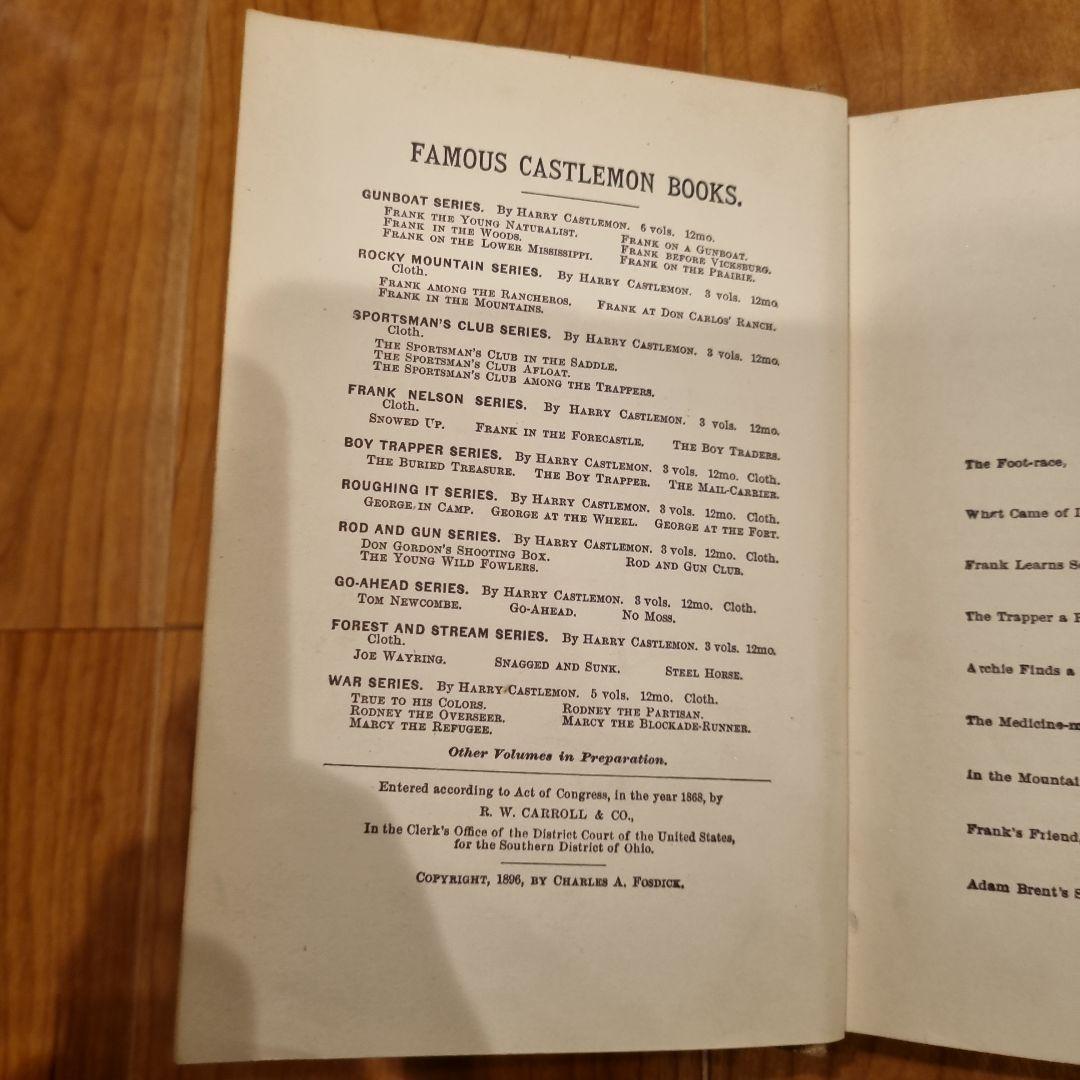 FAMOUS CASTLEMON BOOKS.
GUNBOAT SERIES. By HARRY CASTLEMON. 6 vols. 12mo.
FRANK THE YOUNG NATURALIST. FRANK ON A GUNBOAT.
FRANK IN THE WOODS. FRANK BEFORE VICKSBURG.
FRANK ON THE LOWER MISSISSIPPI. FRANK ON THE PRAIRIE.
ROCKY MOUNTAIN SERIES. By HARRY CASTLEMON. 3 vols. 12mo.
Cloth.
FRANK AMONG THE RANCHEROS. FRANK AT DON CARLOS' RANCH.
FRANK IN THE MOUNTAINS.
SPORTSMAN'S CLUB SERIES. By HARRY CASTLEMON. 3 vols. 12mo.
Cloth.
THE SPORTSMAN'S CLUB IN THE SADDLE.
THE SPORTSMAN'S CLUB AFLOAT.
THE SPORTSMAN'S CLUB AMONG THE TRAPPERS.
FRANK NELSON SERIES. By HARRY CASTLEMON. 3 vols. 12mo.
Cloth.
SNOWED UP. FRANK IN THE FORECASTLE. THE BOY TRADERS.
BOY TRAPPER SERIES. By HARRY CASTLEMON. 3 vols. 12mo. Cloth.
THE BURIED TREASURE. THE BOY TRAPPER. THE MAIL-CARRIER.
ROUGHING IT SERIES. By HARRY CASTLEMON. 3 vols. 12mo. Cloth.
GEORGE IN CAMP. GEORGE AT THE WHEEL. GEORGE AT THE FORT.
ROD AND GUN SERIES. By HARRY CASTLEMON. 3 vols. 12mo. Cloth.
DON GORDON'S SHOOTING BOX. ROD AND GUN CLUB.
THE YOUNG WILD FOWLERS.
GO-AHEAD SERIES. By HARRY CASTLEMON. 3 vols. 12mo. Cloth.
TOM NEWCOMBE. GO-AHEAD. NO MOSS.
FOREST AND STREAM SERIES. By HARRY CASTLEMON. 3 vols. 12mo.
Cloth.
JOE WAYRING. SNAGGED AND SUNK. STEEL HORSE.
WAR SERIES. By HARRY CASTLEMON. 5 vols. 12mo. Cloth.
TRUE TO HIS COLORS. RODNEY THE PARTISAN.
RODNEY THE OVERSEER. MARCY THE BLOCKADE-RUNNER.
MARCY THE REFUGEE.
Other Volumes in Preparation.
Entered according to Act of Congress, in the year 1868, by
R. W. CARROLL & CO.,
In the Clerk's Office of the District Court of the United States,
for the Southern District of Ohio.
COPYRIGHT, 1896, BY CHARLES A. FOSDICK.
The Foot-race,
What Came of
Frank Learns
The Trapper a
Archie Finds a
The Medicine-
In the
Frank's Friend,
Adam Brent's